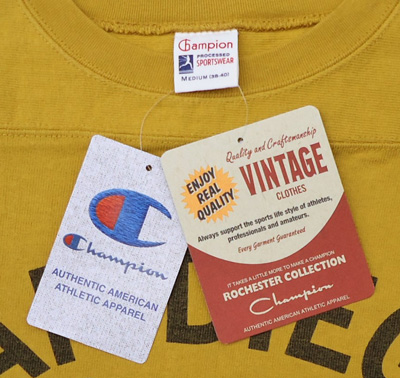 Champion
PROCESSED
SPORTSWEAR
MEDIUM (38-40)
Champion
AUTHENTIC AMERICAN
ATHLETIC APPAREL
Quality and Craftsmanship
VINTAGE
CLOTHES
ENJOY
REAL
QUALITY
Always support the sports life style of athletes,
professionals and amateurs.
Every Garment Guaranteed
IT TAKES A LITTLE MORE TO MAKE A CHAMPION
ROCHESTER COLLECTION
Champion
AUTHENTIC AMERICAN ATHLETIC APPAREL